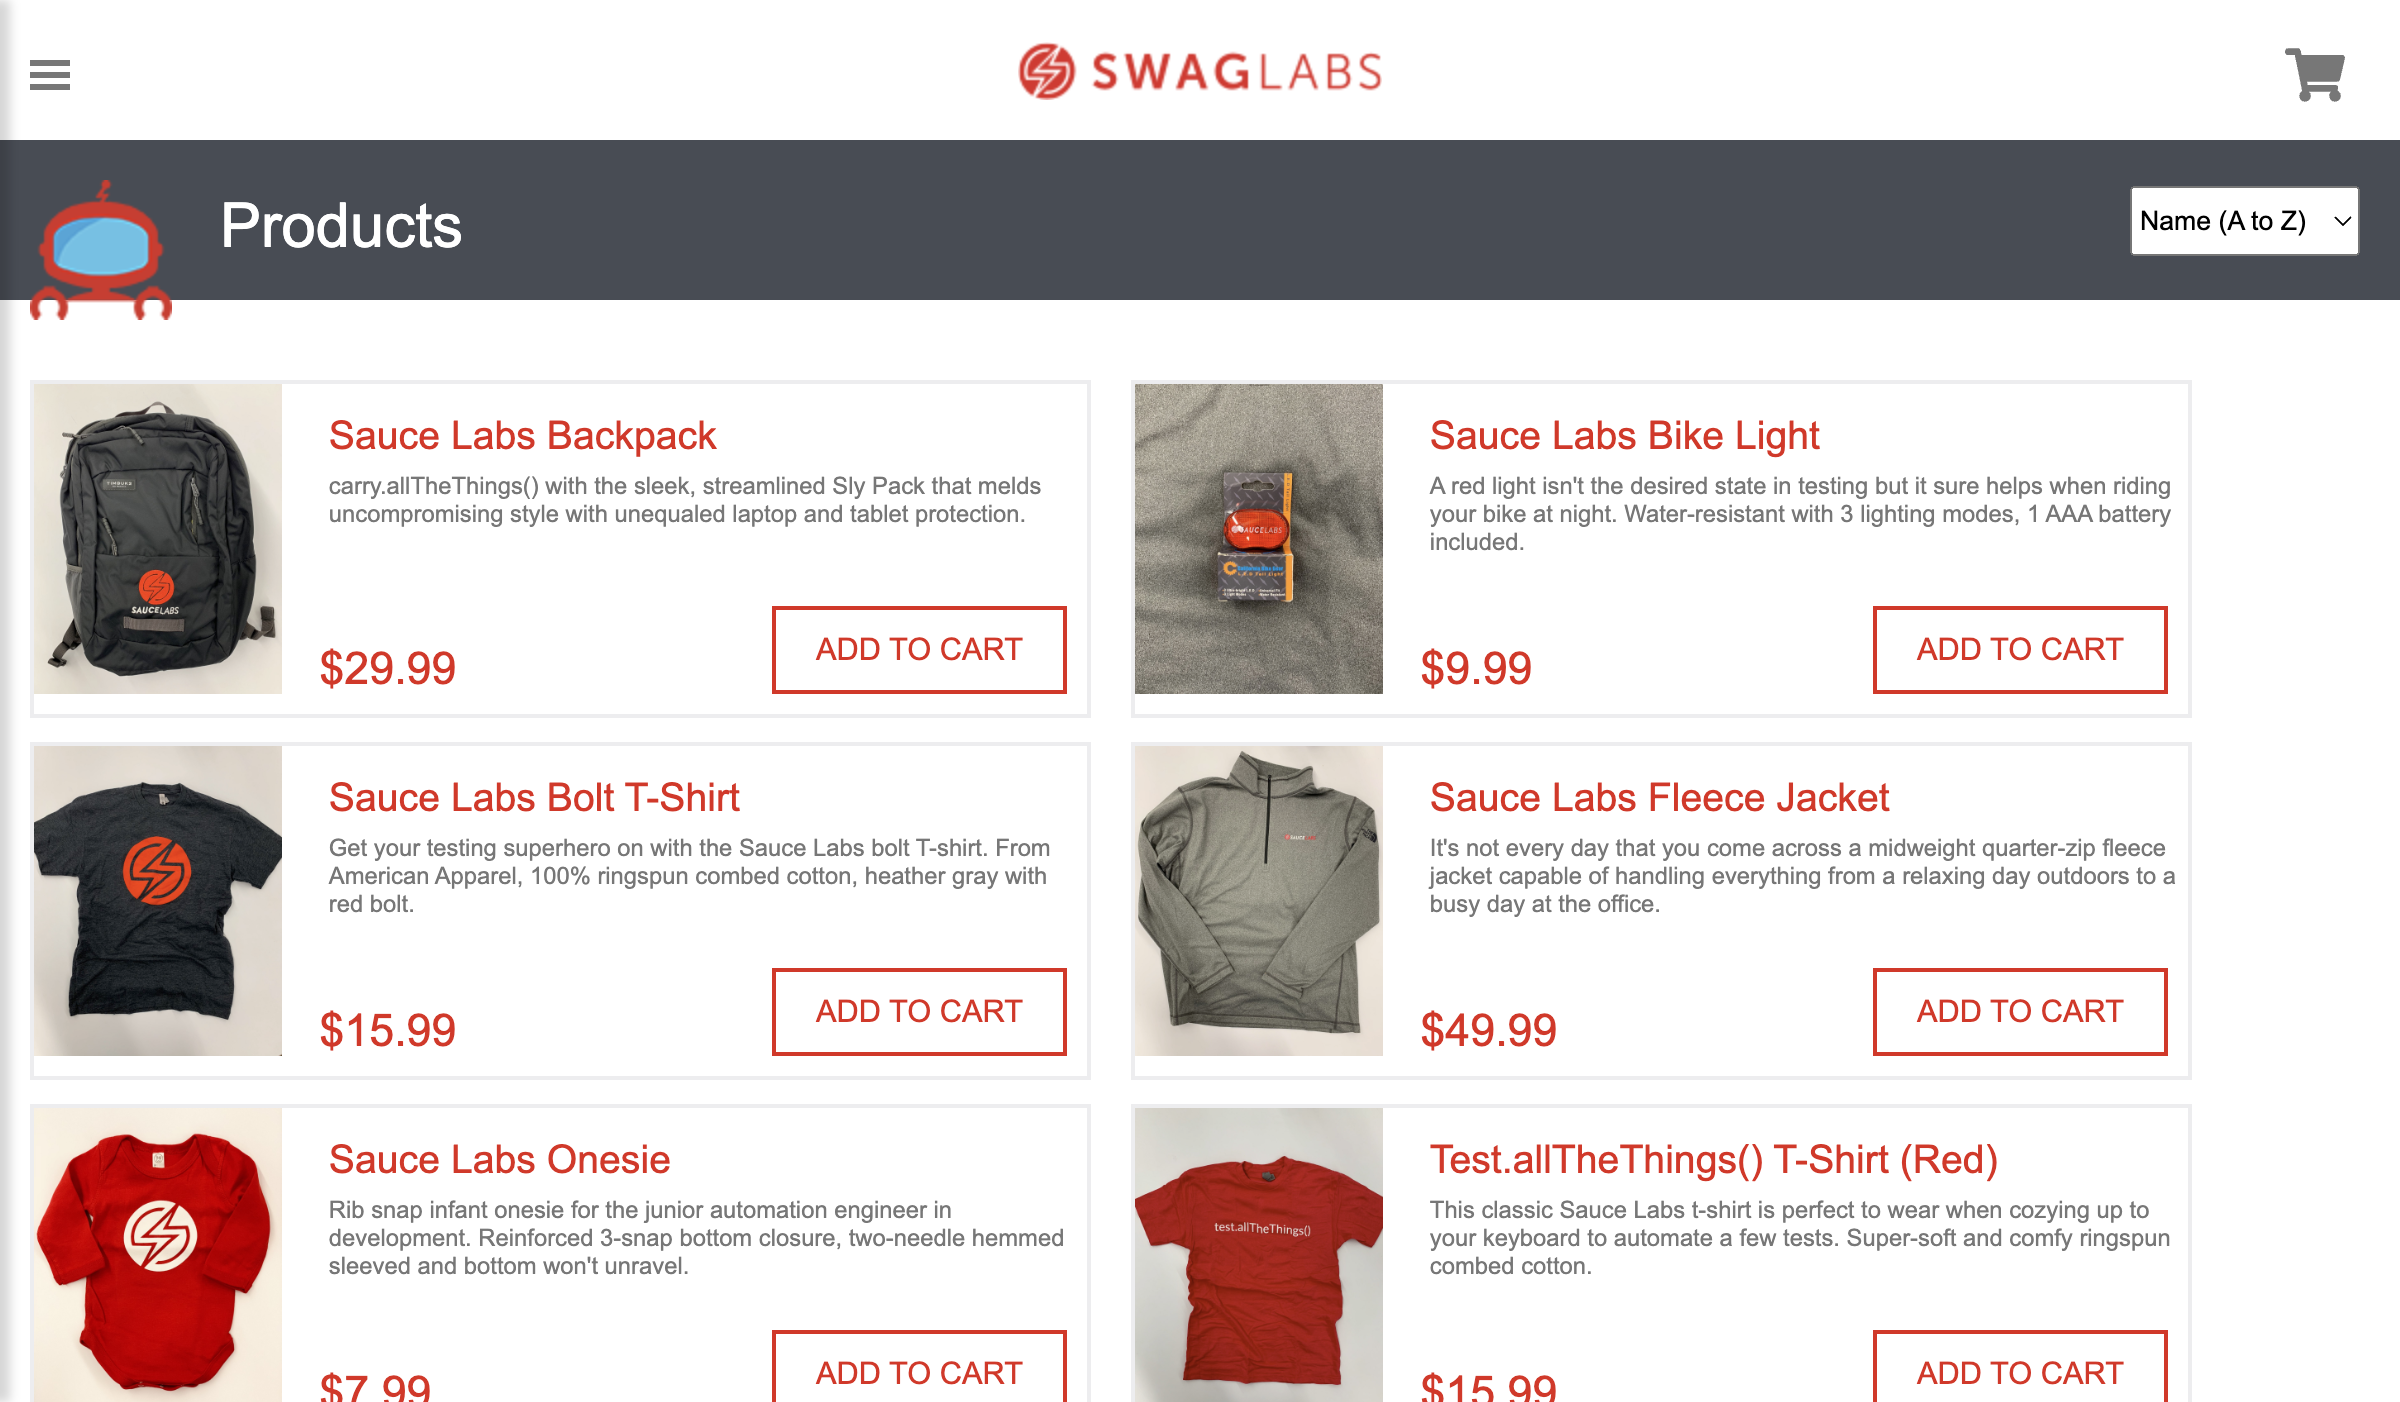 SWAGLABS
Products
Name (A to Z)
TIMBUK2
SAUCELABS
Sauce Labs Backpack
carry.allTheThings() with the sleek, streamlined Sly Pack that melds
uncompromising style with unequaled laptop and tablet protection.
$29.99
ADD TO CART
SAUCELABS
Sauce Labs Bike Light
A red light isn't the desired state in testing but it sure helps when riding
your bike at night. Water-resistant with 3 lighting modes, 1 AAA battery
included.
$9.99
ADD TO CART
Sauce Labs Bolt T-Shirt
Get your testing superhero on with the Sauce Labs bolt T-shirt. From
American Apparel, 100% ringspun combed cotton, heather gray with
red bolt.
$15.99
ADD TO CART
Sauce Labs Fleece Jacket
It's not every day that you come across a midweight quarter-zip fleece
jacket capable of handling everything from a relaxing day outdoors to a
busy day at the office.
$49.99
ADD TO CART
Sauce Labs Onesie
Rib snap infant onesie for the junior automation engineer in
development. Reinforced 3-snap bottom closure, two-needle hemmed
sleeved and bottom won't unravel.
$7.99
ADD TO CART
test.allTheThings()
Test.allTheThings() T-Shirt (Red)
This classic Sauce Labs t-shirt is perfect to wear when cozying up to
your keyboard to automate a few tests. Super-soft and comfy ringspun
combed cotton.
$15.99
ADD TO CART